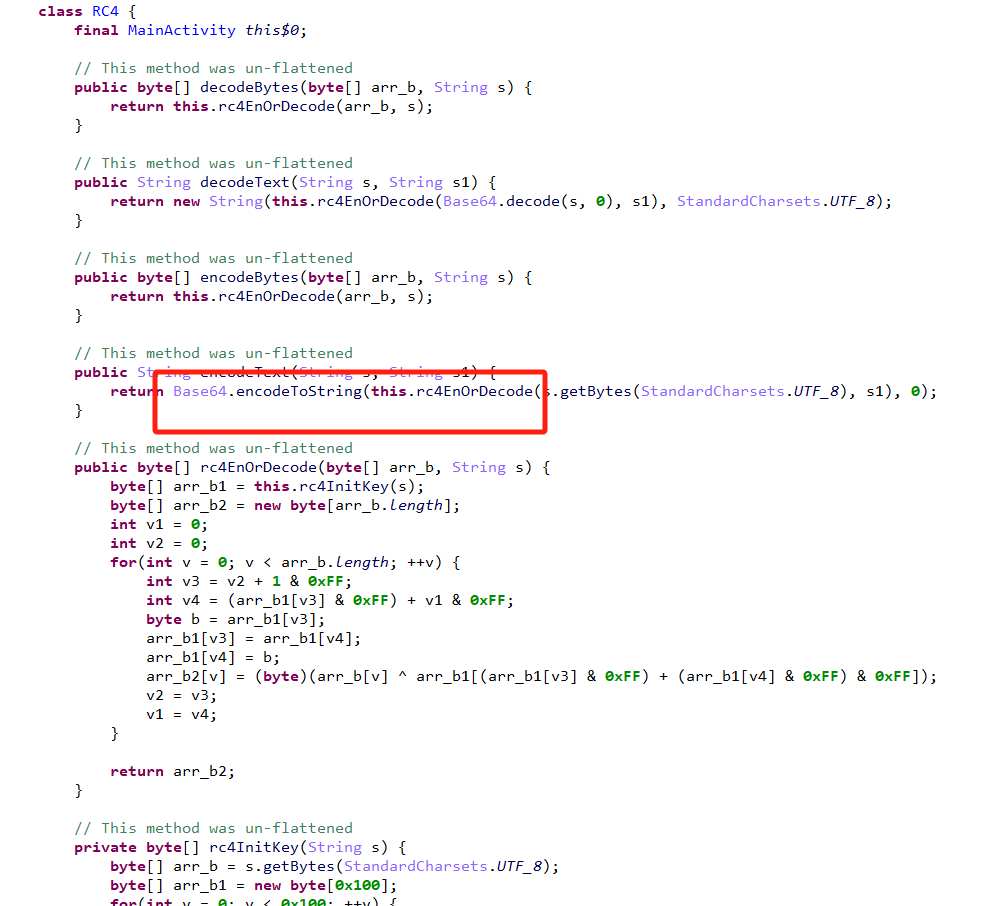 class RC4 {
final MainActivity this$0;
// This method was un-flattened
public byte[] decodeBytes(byte[] arr_b, String s) {
return this.rc4EnOrDecode(arr_b, s);
}
// This method was un-flattened
public String decodeText(String s, String s1) {
return new String(this.rc4EnOrDecode(Base64.decode(s, 0), s1), StandardCharsets.UTF_8);
}
// This method was un-flattened
public byte[] encodeBytes(byte[] arr_b, String s) {
return this.rc4EnOrDecode(arr_b, s);
}
// This method was un-flattened
public String encodeText(String s, String s1) {
return Base64.encodeToString(this.rc4EnOrDecode(s.getBytes(StandardCharsets.UTF_8), s1), 0);
}
// This method was un-flattened
public byte[] rc4EnOrDecode(byte[] arr_b, String s) {
byte[] arr_b1 = this.rc4InitKey(s);
byte[] arr_b2 = new byte[arr_b.length];
int v1 = 0;
int v2 = 0;
for(int v = 0; v < arr_b.length; ++v) {
int v3 = v2 + 1 & 0xFF;
int v4 = (arr_b1[v3] & 0xFF) + v1 & 0xFF;
byte b = arr_b1[v3];
arr_b1[v3] = arr_b1[v4];
arr_b1[v4] = b;
arr_b2[v] = (byte)(arr_b[v] ^ arr_b1[(arr_b1[v3] & 0xFF) + (arr_b1[v4] & 0xFF) & 0xFF]);
v2 = v3;
v1 = v4;
}
return arr_b2;
}
// This method was un-flattened
private byte[] rc4InitKey(String s) {
byte[] arr_b = s.getBytes(StandardCharsets.UTF_8);
byte[] arr_b1 = new byte[0x100];
for(int v = 0; v < 0x100; ++v) {